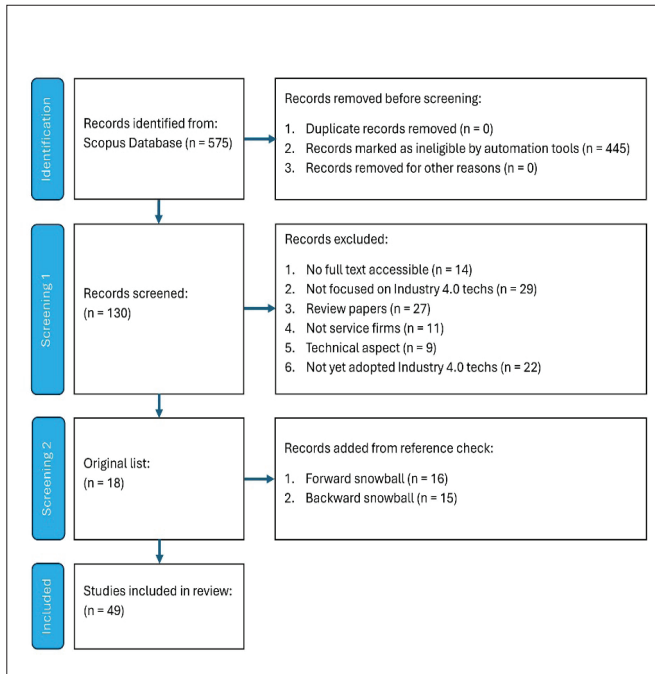 Identification
Records identified from:
Scopus Database (n = 575)
Records removed before screening:
1. Duplicate records removed (n = 0)
2. Records marked as ineligible by automation tools (n = 445)
3. Records removed for other reasons (n = 0)
Screening 1
Records screened:
(n = 130)
Records excluded:
1. No full text accessible (n = 14)
2. Not focused on Industry 4.0 techs (n = 29)
3. Review papers (n = 27)
4. Not service firms (n = 11)
5. Technical aspect (n = 9)
6. Not yet adopted Industry 4.0 techs (n = 22)
Screening 2
Original list:
(n = 18)
Records added from reference check:
1. Forward snowball (n = 16)
2. Backward snowball (n = 15)
Included
Studies included in review:
(n = 49)